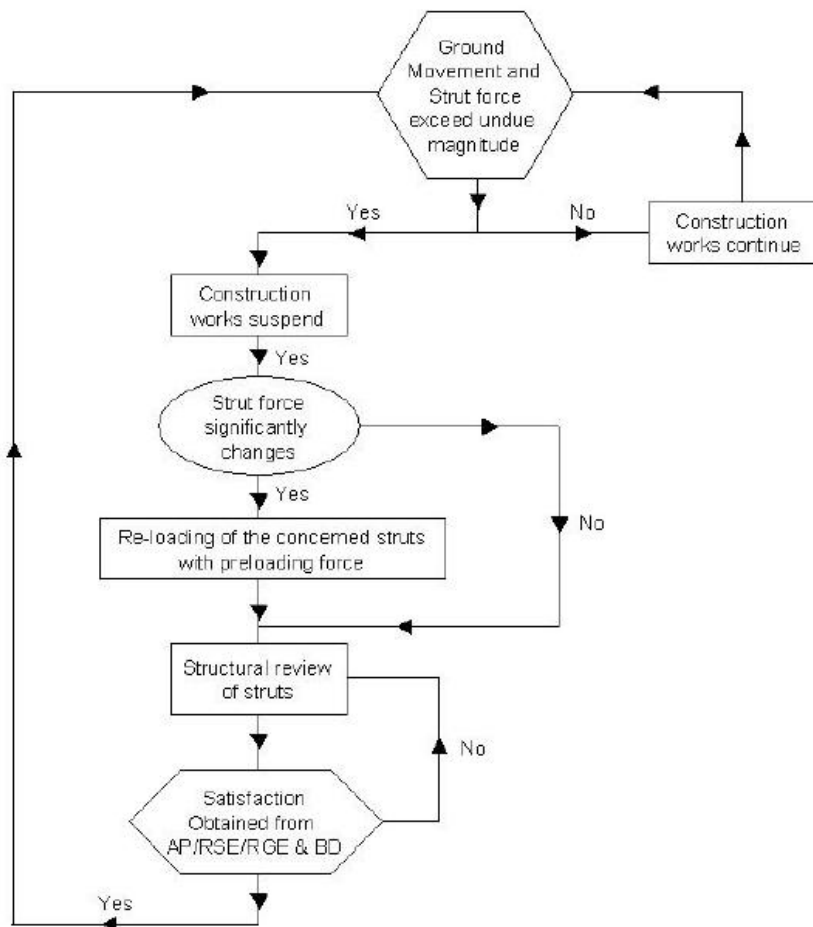 Ground
Movement and
Strut force
exceed undue
magnitude
Yes
No
Construction
works continue
Construction
works suspend
Yes
Strut force
significantly
changes
Yes
No
Re-loading of the concerned struts
with preloading force
Structural review
of struts
No
Satisfaction
Obtained from
AP/RSE/RGE & BD
Yes